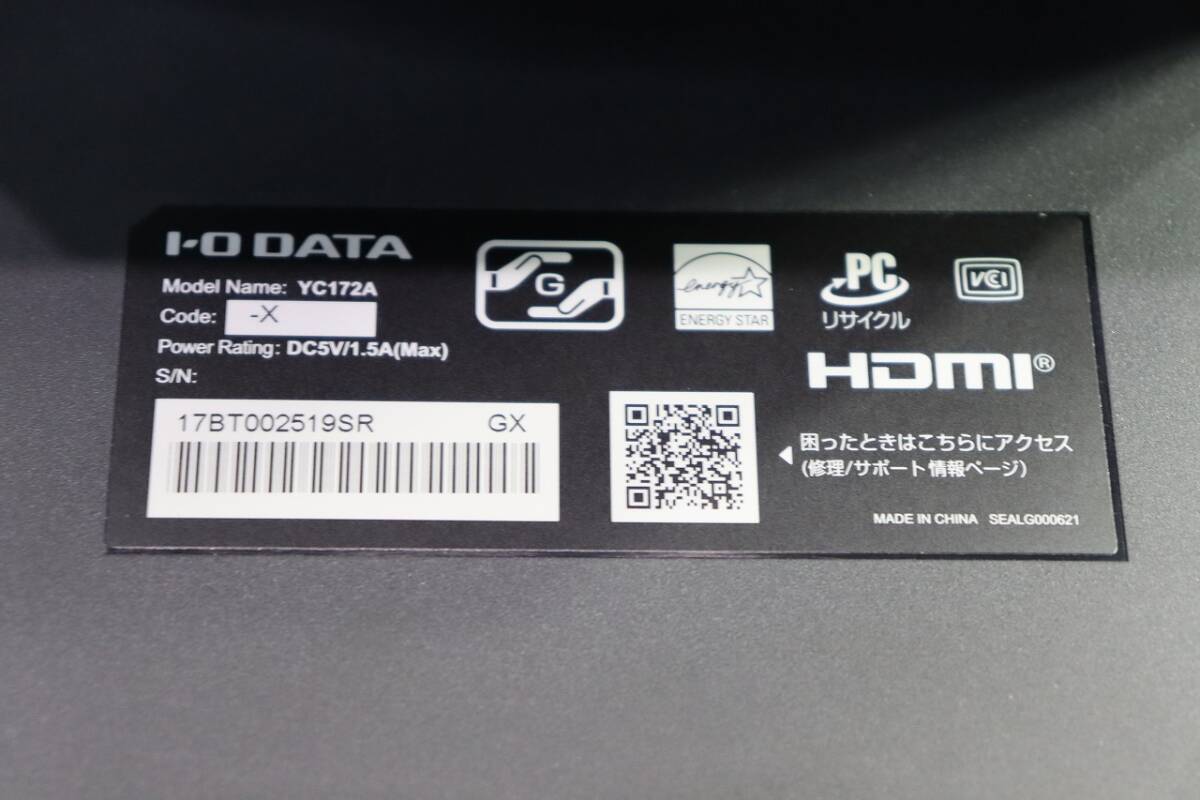 I-O DATA
Model Name: YC172A
Code: -X
Power Rating: DC5V/1.5A(Max)
S/N:
17BT002519SR GX
I G I
energy
ENERGY STAR
PC
リサイクル
VCI
HDMI®
困ったときはこちらにアクセス
(修理/サポート情報ページ)
MADE IN CHINA SEALG000621